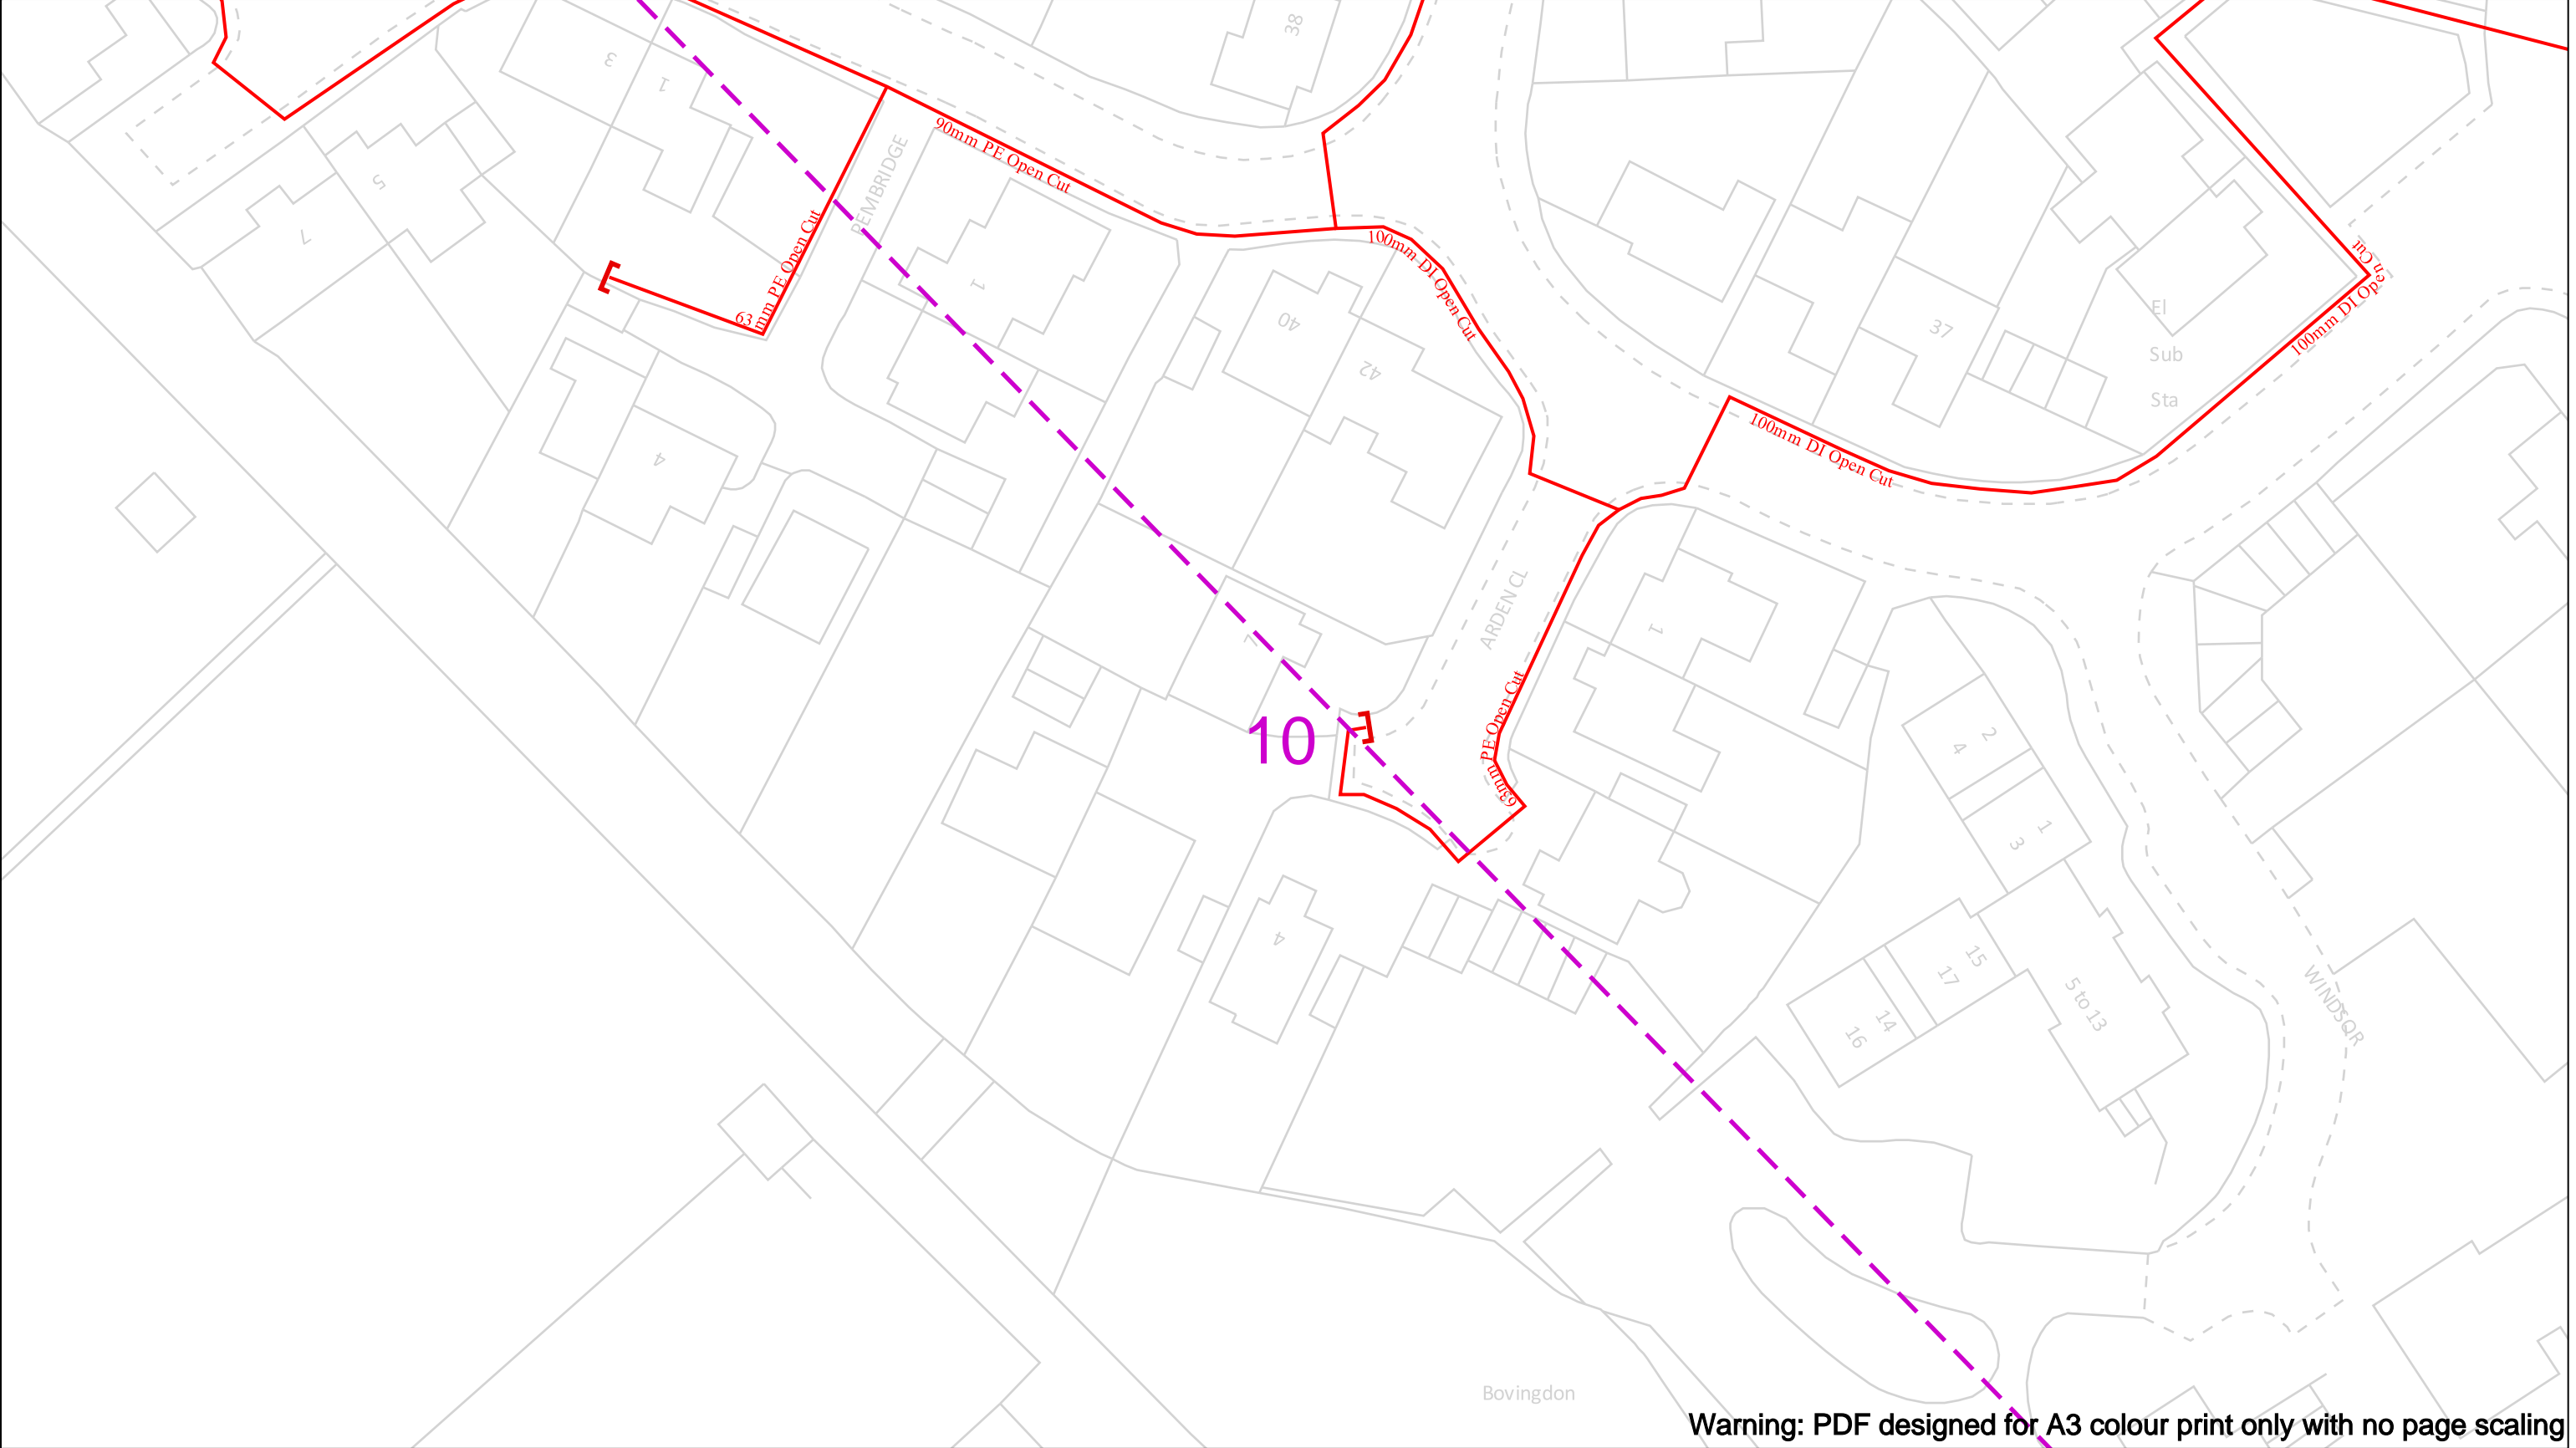 38
3
1
90mm PE Open Cut
PEMBRIDGE
5
7
63mm PE Open Cut
1
100mm DI Open Cut
40
42
37
El
Sub
Sta
100mm DI Open Cut
100mm DI Open Cut
4
ARDEN CL
1
2
10
63mm PE Open Cut
2
4
1
3
4
15
17
14
16
5 to 13
WINDSOR
Bovingdon
Warning: PDF designed for A3 colour print only with no page scaling